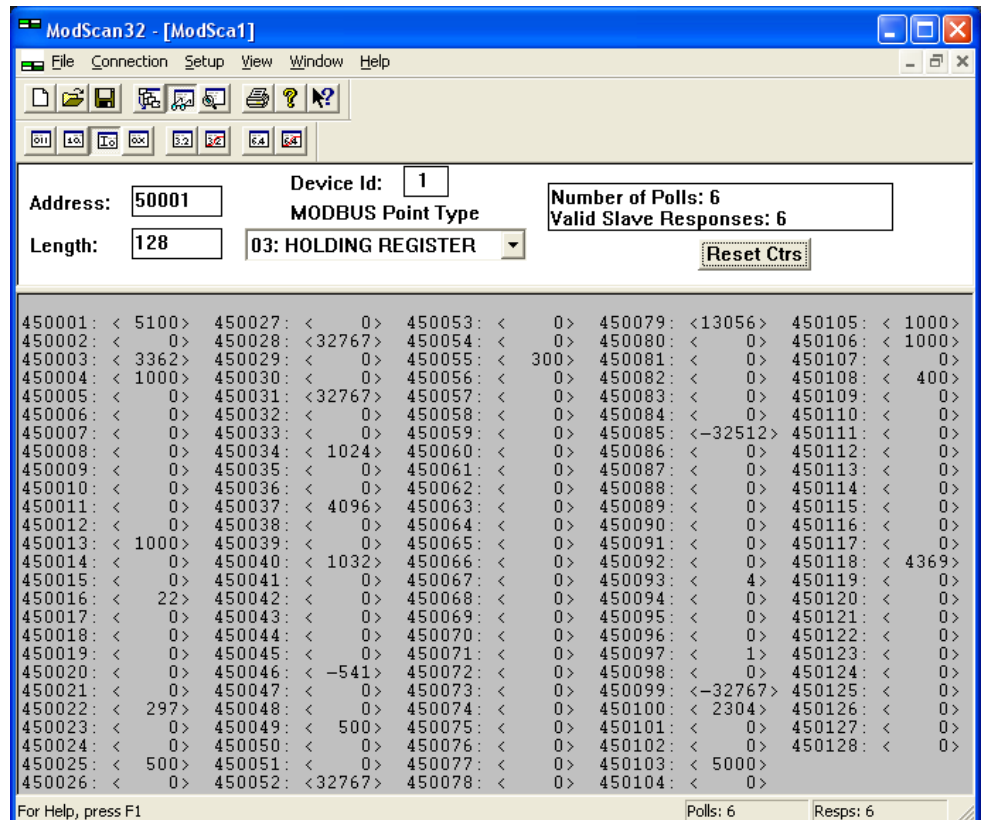 ModScan32 - [ModSca1]
File Connection Setup View Window Help
Address: 50001
Device Id: 1
MODBUS Point Type
Length: 128
03: HOLDING REGISTER
Number of Polls: 6
Valid Slave Responses: 6
Reset Ctrs
450001: < 5100> 450027: < 0> 450053: < 0> 450079: <13056> 450105: < 1000>
450002: < 0> 450028: <32767> 450054: < 0> 450080: < 0> 450106: < 1000>
450003: < 3362> 450029: < 0> 450055: < 300> 450081: < 0> 450107: < 0>
450004: < 1000> 450030: < 0> 450056: < 0> 450082: < 0> 450108: < 400>
450005: < 0> 450031: <32767> 450057: < 0> 450083: < 0> 450109: < 0>
450006: < 0> 450032: < 0> 450058: < 0> 450084: < 0> 450110: < 0>
450007: < 0> 450033: < 0> 450059: < 0> 450085: <-32512> 450111: < 0>
450008: < 0> 450034: < 1024> 450060: < 0> 450086: < 0> 450112: < 0>
450009: < 0> 450035: < 0> 450061: < 0> 450087: < 0> 450113: < 0>
450010: < 0> 450036: < 0> 450062: < 0> 450088: < 0> 450114: < 0>
450011: < 0> 450037: < 4096> 450063: < 0> 450089: < 0> 450115: < 0>
450012: < 0> 450038: < 0> 450064: < 0> 450090: < 0> 450116: < 0>
450013: < 1000> 450039: < 0> 450065: < 0> 450091: < 0> 450117: < 0>
450014: < 0> 450040: < 1032> 450066: < 0> 450092: < 0> 450118: < 4369>
450015: < 0> 450041: < 0> 450067: < 0> 450093: < 4> 450119: < 0>
450016: < 22> 450042: < 0> 450068: < 0> 450094: < 0> 450120: < 0>
450017: < 0> 450043: < 0> 450069: < 0> 450095: < 0> 450121: < 0>
450018: < 0> 450044: < 0> 450070: < 0> 450096: < 0> 450122: < 0>
450019: < 0> 450045: < 0> 450071: < 0> 450097: < 1> 450123: < 0>
450020: < 0> 450046: < -541> 450072: < 0> 450098: < 0> 450124: < 0>
450021: < 0> 450047: < 0> 450073: < 0> 450099: <-32767> 450125: < 0>
450022: < 297> 450048: < 0> 450074: < 0> 450100: < 2304> 450126: < 0>
450023: < 0> 450049: < 500> 450075: < 0> 450101: < 0> 450127: < 0>
450024: < 0> 450050: < 0> 450076: < 0> 450102: < 0> 450128: < 0>
450025: < 500> 450051: < 0> 450077: < 0> 450103: < 5000>
450026: < 0> 450052: <32767> 450078: < 0> 450104: < 0>
For Help, press F1
Polls: 6
Resps: 6